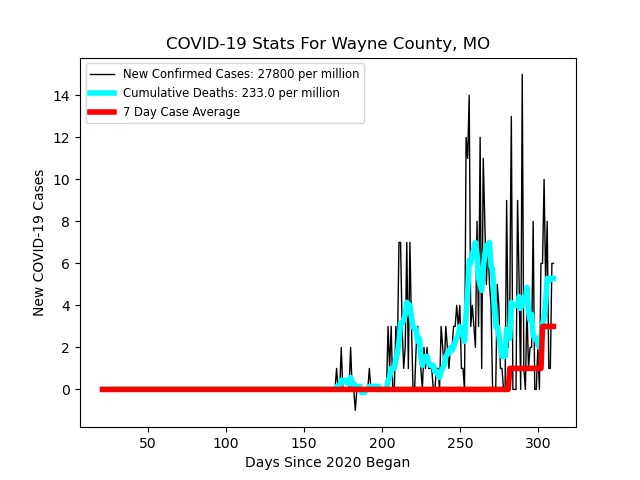 COVID-19 Stats For Wayne County, MO
New Confirmed Cases: 27800 per million
Cumulative Deaths: 233.0 per million
7 Day Case Average
New COVID-19 Cases
14
12
10
8
6
4
2
0
50
100
150
200
250
300
Days Since 2020 Began